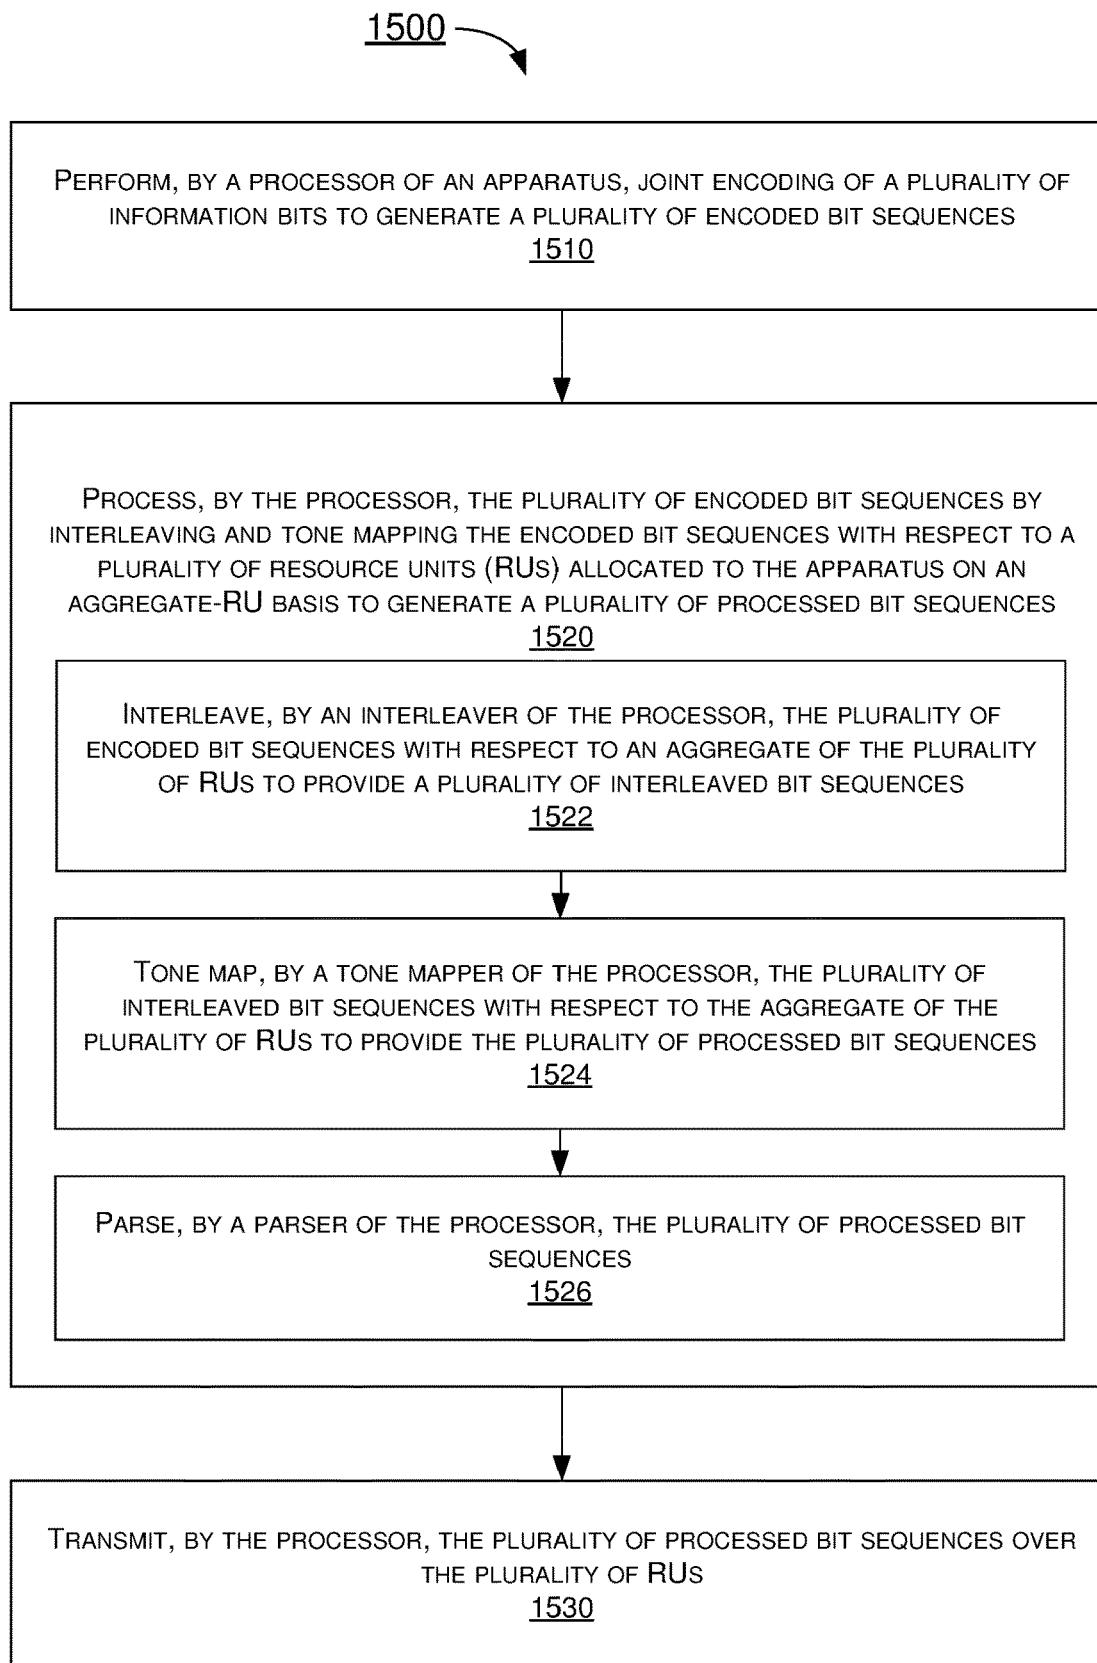 1500
PERFORM, BY A PROCESSOR OF AN APPARATUS, JOINT ENCODING OF A PLURALITY OF
INFORMATION BITS TO GENERATE A PLURALITY OF ENCODED BIT SEQUENCES
1510
PROCESS, BY THE PROCESSOR, THE PLURALITY OF ENCODED BIT SEQUENCES BY
INTERLEAVING AND TONE MAPPING THE ENCODED BIT SEQUENCES WITH RESPECT TO A
PLURALITY OF RESOURCE UNITS (RUS) ALLOCATED TO THE APPARATUS ON AN
AGGREGATE-RU BASIS TO GENERATE A PLURALITY OF PROCESSED BIT SEQUENCES
1520
INTERLEAVE, BY AN INTERLEAVER OF THE PROCESSOR, THE PLURALITY OF
ENCODED BIT SEQUENCES WITH RESPECT TO AN AGGREGATE OF THE PLURALITY
OF RUS TO PROVIDE A PLURALITY OF INTERLEAVED BIT SEQUENCES
1522
TONE MAP, BY A TONE MAPPER OF THE PROCESSOR, THE PLURALITY OF
INTERLEAVED BIT SEQUENCES WITH RESPECT TO THE AGGREGATE OF THE
PLURALITY OF RUS TO PROVIDE THE PLURALITY OF PROCESSED BIT SEQUENCES
1524
PARSE, BY A PARSER OF THE PROCESSOR, THE PLURALITY OF PROCESSED BIT
SEQUENCES
1526
TRANSMIT, BY THE PROCESSOR, THE PLURALITY OF PROCESSED BIT SEQUENCES OVER
THE PLURALITY OF RUS
1530